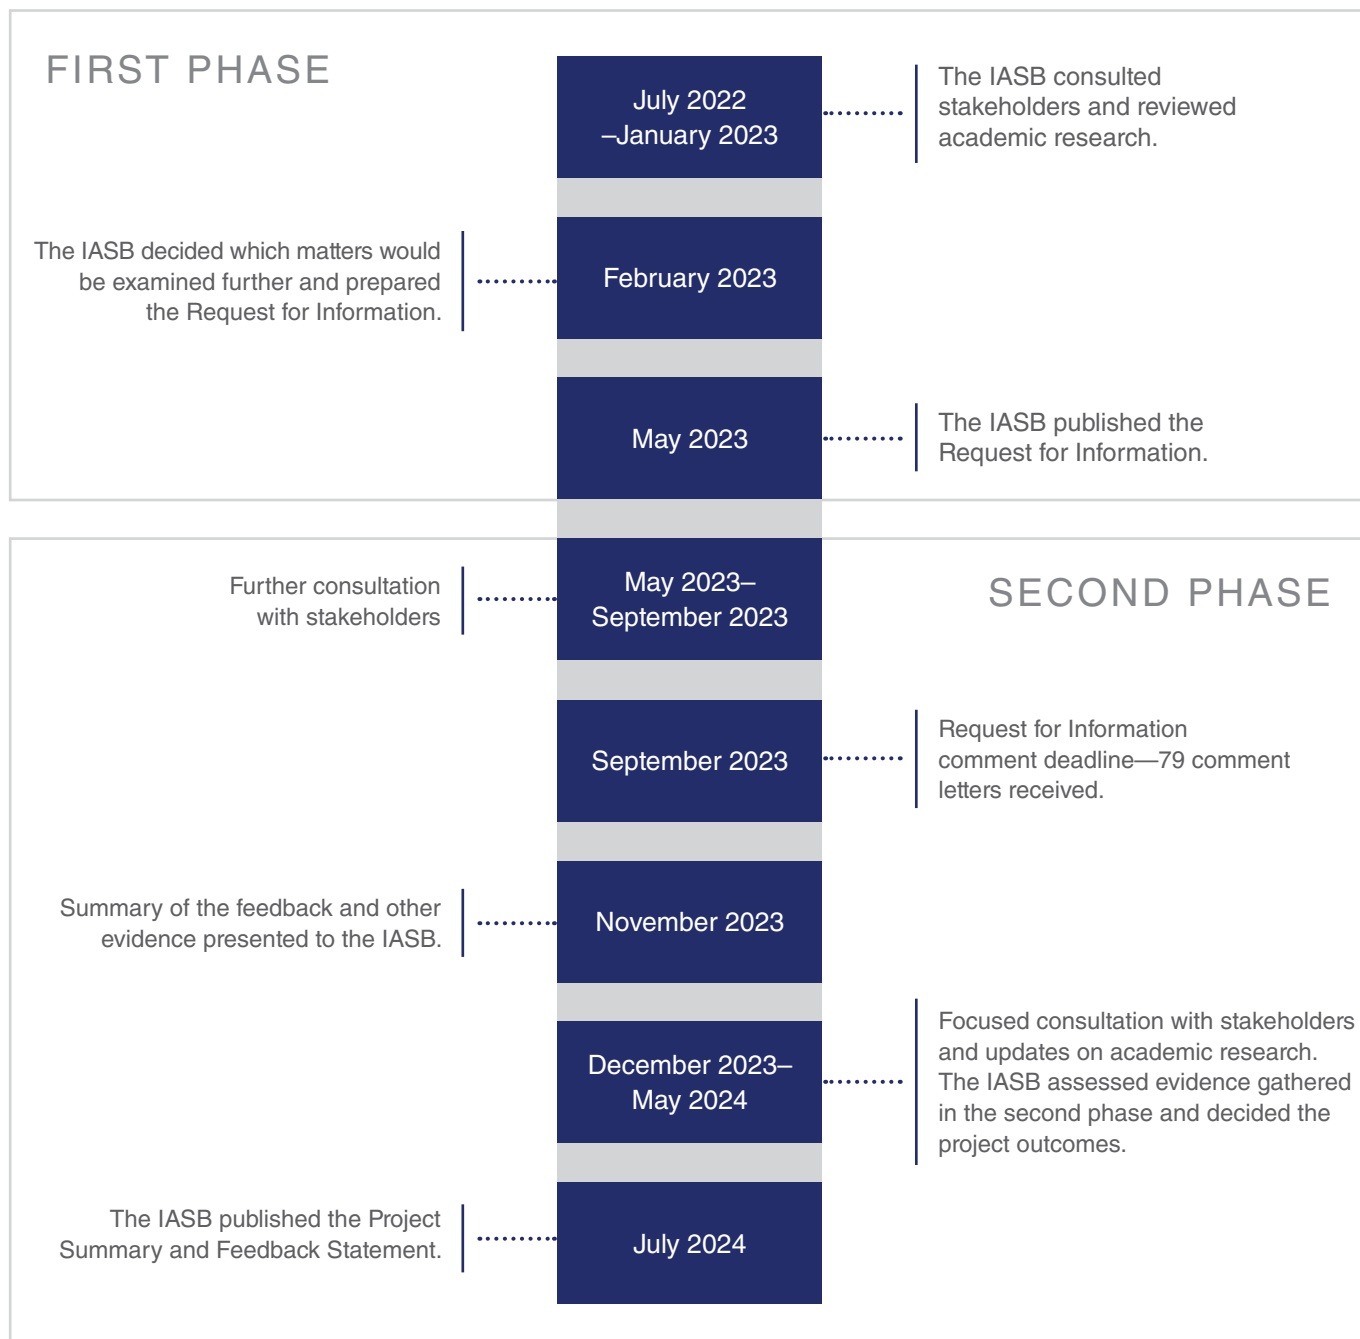 FIRST PHASE
July 2022
–January 2023
The IASB consulted
stakeholders and reviewed
academic research.
The IASB decided which matters would
be examined further and prepared
the Request for Information.
February 2023
May 2023
The IASB published the
Request for Information.
SECOND PHASE
Further consultation
with stakeholders
May 2023–
September 2023
September 2023
Request for Information
comment deadline—79 comment
letters received.
Summary of the feedback and other
evidence presented to the IASB.
November 2023
December 2023–
May 2024
Focused consultation with stakeholders
and updates on academic research.
The IASB assessed evidence gathered
in the second phase and decided the
project outcomes.
The IASB published the Project
Summary and Feedback Statement.
July 2024